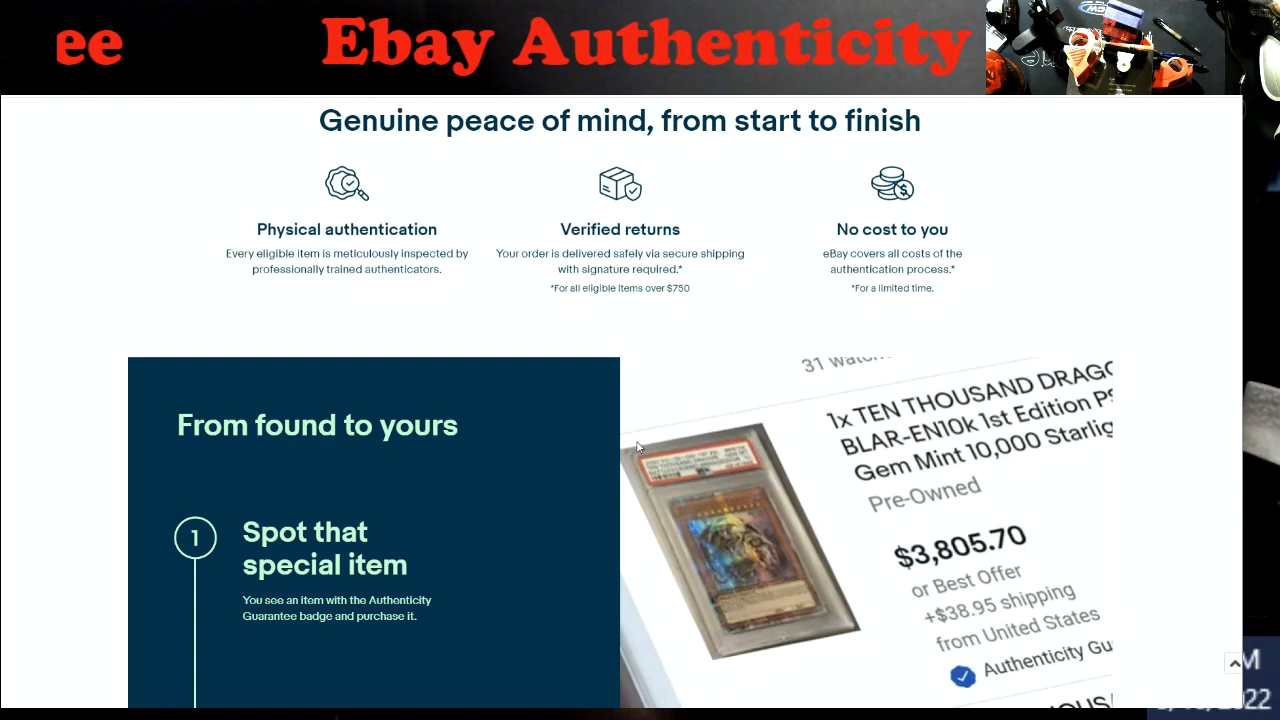 ee Ebay Authenticity
Genuine peace of mind, from start to finish
Physical authentication
Every eligible item is meticulously inspected by
professionally trained authenticators.
Verified returns
Your order is delivered safely via secure shipping
with signature required.*
*For all eligible items over $750
No cost to you
eBay covers all costs of the
authentication process.*
*For a limited time.
From found to yours
1
Spot that
special item
You see an item with the Authenticity
Guarantee badge and purchase it.
31
1x TEN THOUSAND DRAGO
BLAR-EN10k 1st Edition PS
Gem Mint 10,000 Starlig
Pre-Owned
$3,805.70
or Best Offer
+$38.95 shipping
from United States
Authenticity Gu
M
22